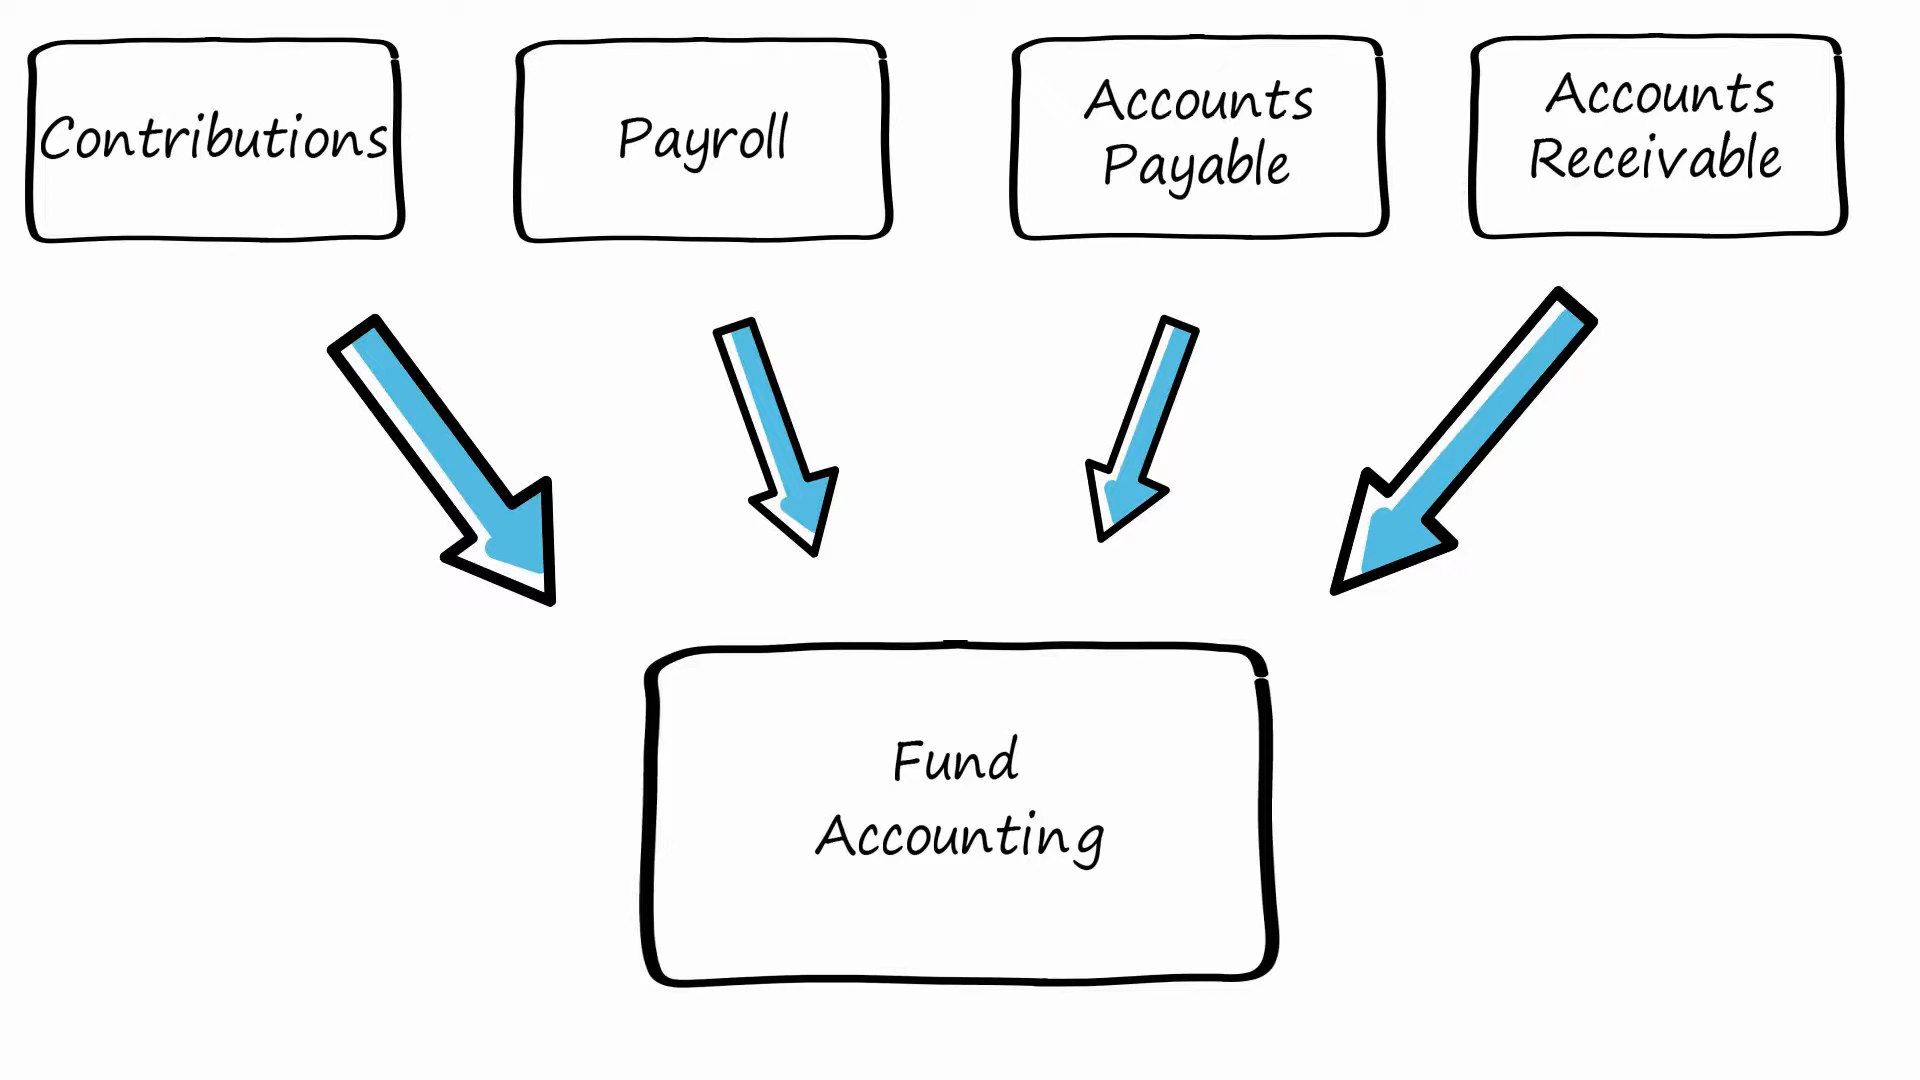 Contributions
Payroll
Accounts
Payable
Accounts
Receivable
Fund
Accounting